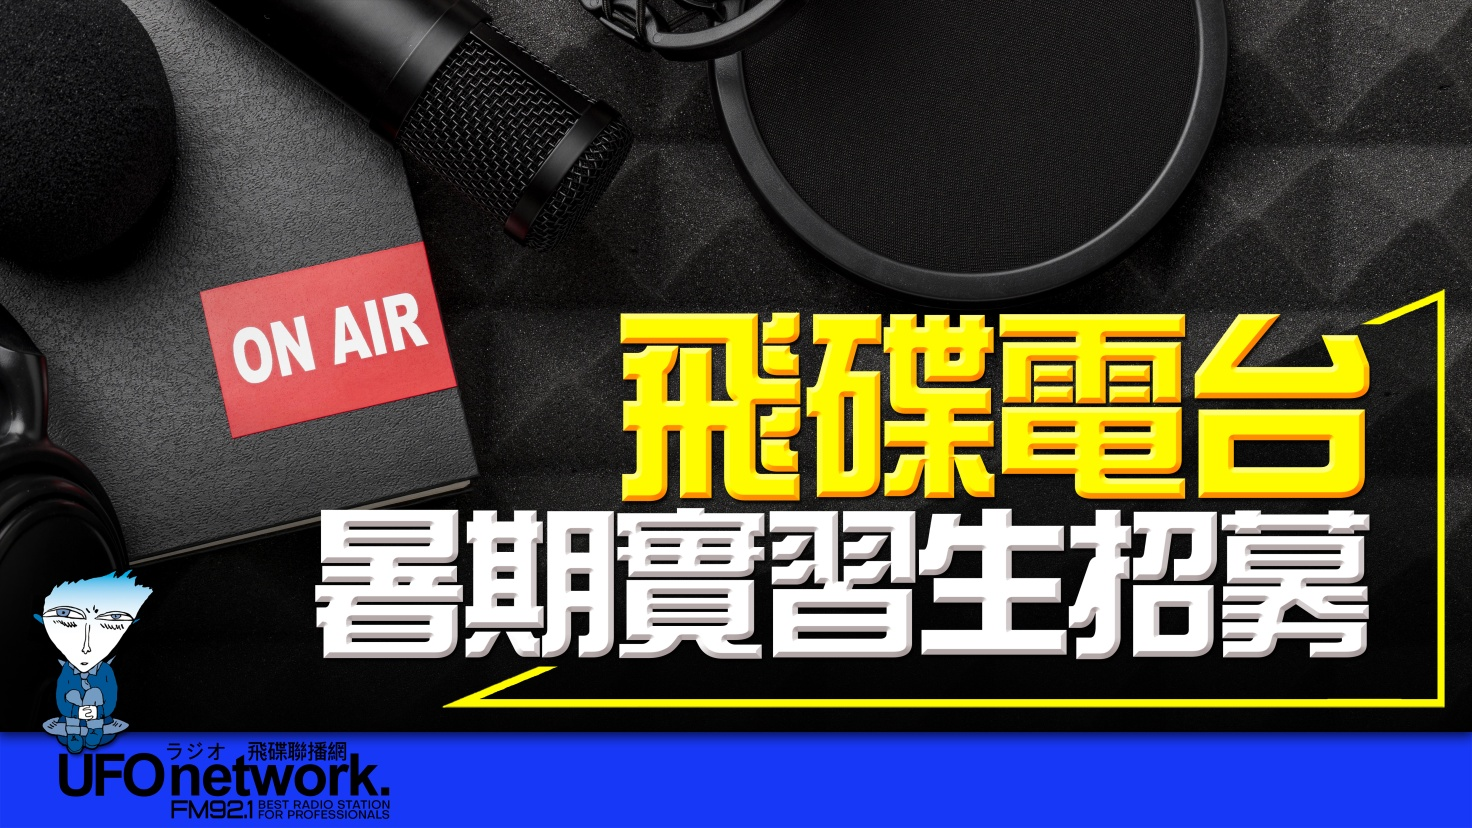 ON AIR
飛碟電台
暑期實習生招募
ラジオ 飛碟聯播網
UFOnetwork.
FM92.1 BEST RADIO STATION
FOR PROFESSIONALS